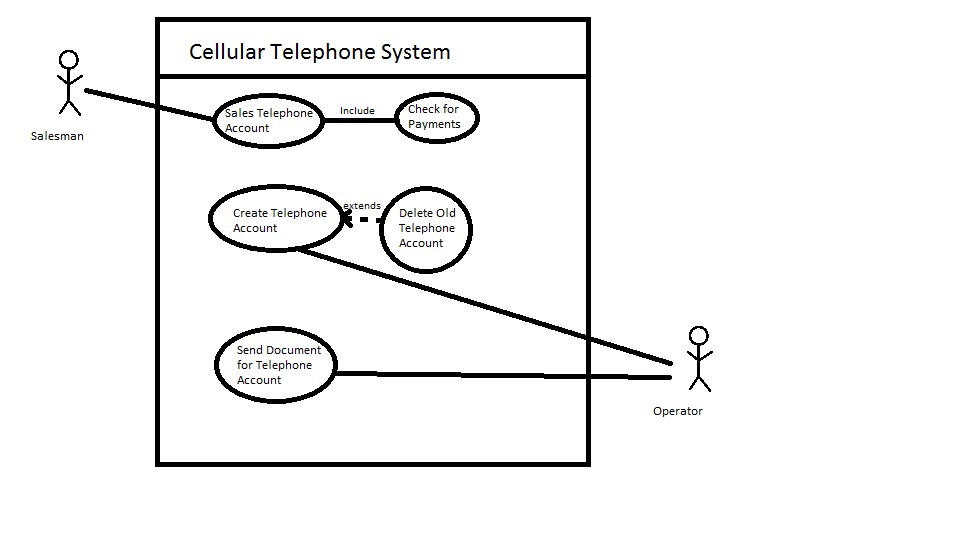 Cellular Telephone System
Salesman
Sales Telephone
Account
Include
Check for
Payments
Create Telephone
Account
extends
Delete Old
Telephone
Account
Send Document
for Telephone
Account
Operator